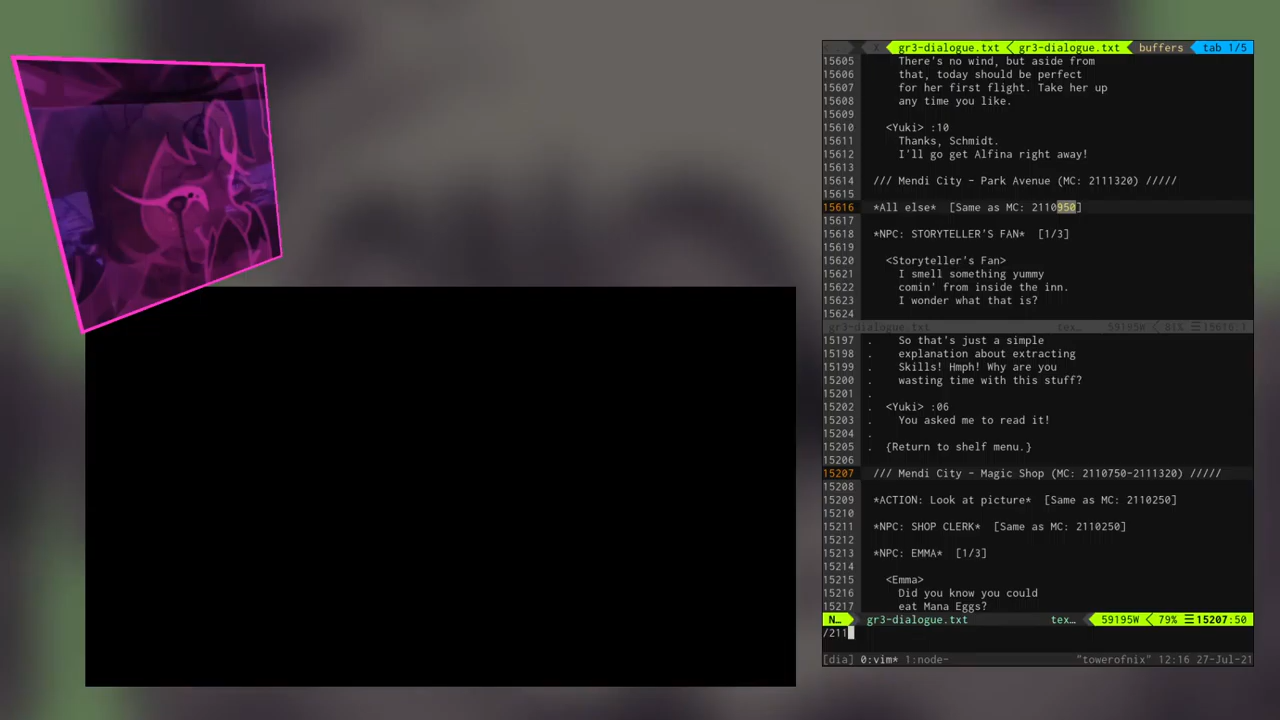 X gr3-dialogue.txt gr3-dialogue.txt buffers tab 1/5
15605 There's no wind, but aside from
15606 that, today should be perfect
15607 for her first flight. Take her up
15608 any time you like.
15609
15610 <Yuki> :10
15611 Thanks, Schmidt.
15612 I'll go get Alfina right away!
15613
15614 /// Mendi City - Park Avenue (MC: 2111320) /////
15615
15616 *All else* [Same as MC: 2110950]
15617
15618 *NPC: STORYTELLER'S FAN* [1/3]
15619
15620 <Storyteller's Fan>
15621 I smell something yummy
15622 comin' from inside the inn.
15623 I wonder what that is?
15624
gr3-dialogue.txt tex… 59195W < 81% ☰15616:1
15197 . So that's just a simple
15198 . explanation about extracting
15199 . Skills! Hmph! Why are you
15200 . wasting time with this stuff?
15201 .
15202 . <Yuki> :06
15203 . You asked me to read it!
15204 .
15205 . {Return to shelf menu.}
15206
15207 /// Mendi City - Magic Shop (MC: 2110750-2111320) /////
15208
15209 *ACTION: Look at picture* [Same as MC: 2110250]
15210
15211 *NPC: SHOP CLERK* [Same as MC: 2110250]
15212
15213 *NPC: EMMA* [1/3]
15214
15215 <Emma>
15216 Did you know you could
15217 eat Mana Eggs?
N… gr3-dialogue.txt tex… 59195W < 79% ☰15207:50
/211
[dia] 0:vim* 1:node- "towerofnix" 12:16 27-Jul-21